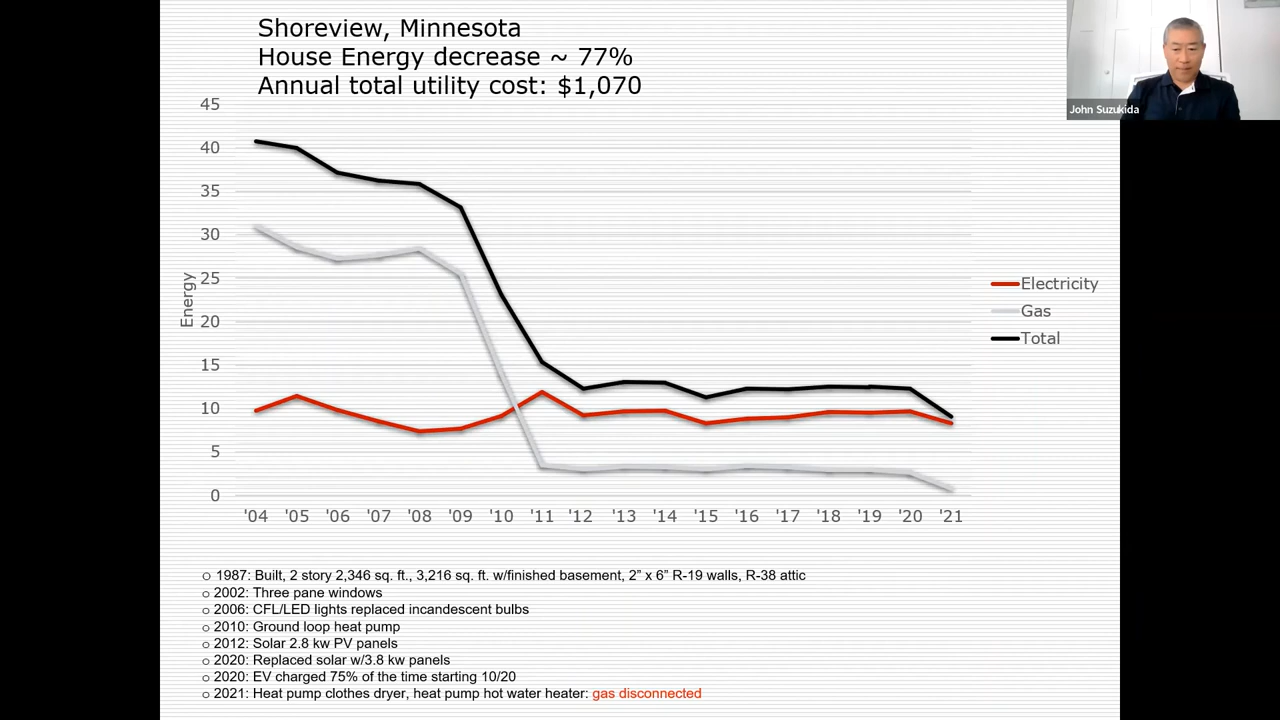 Shoreview, Minnesota
House Energy decrease ~ 77%
Annual total utility cost: $1,070
John Suzukida
45
40
35
30
25
20
15
10
5
0
Energy
'04 '05 '06 '07 '08 '09 '10 '11 '12 '13 '14 '15 '16 '17 '18 '19 '20 '21
Electricity
Gas
Total
o 1987: Built, 2 story 2,346 sq. ft., 3,216 sq. ft. w/finished basement, 2” x 6” R-19 walls, R-38 attic
o 2002: Three pane windows
o 2006: CFL/LED lights replaced incandescent bulbs
o 2010: Ground loop heat pump
o 2012: Solar 2.8 kw PV panels
o 2020: Replaced solar w/3.8 kw panels
o 2020: EV charged 75% of the time starting 10/20
o 2021: Heat pump clothes dryer, heat pump hot water heater: gas disconnected